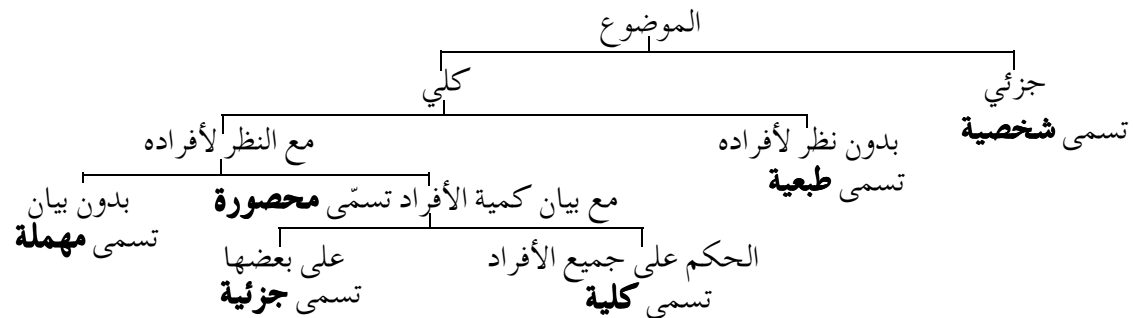 الموضوع
جزئي
تسمى شخصية
كلي
بدون نظر لأفراده
تسمى طبعية
مع النظر لأفراده
مع بيان كمية الأفراد تسمّى محصورة
بدون بيان
تسمى مهملة
الحكم على جميع الأفراد
تسمى كلية
على بعضها
تسمى جزئية